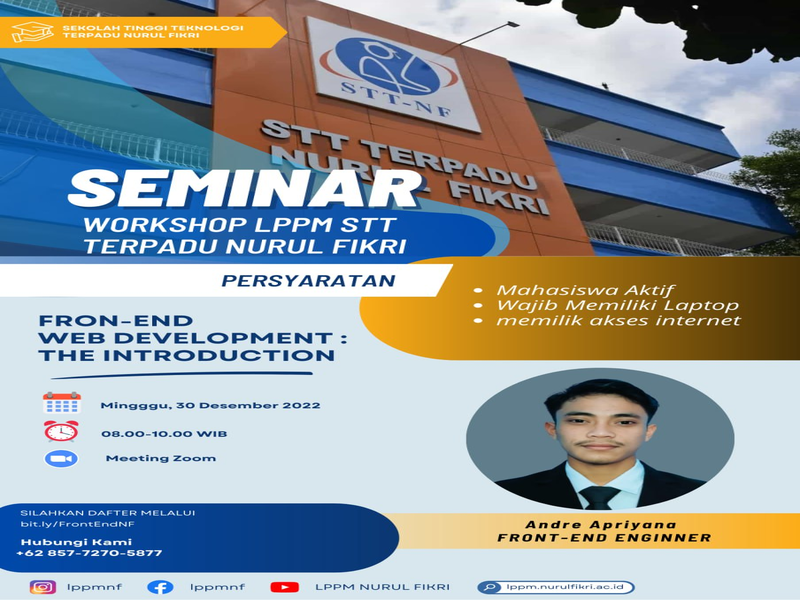 SEKOLAH TINGGI TEKNOLOGI
TERPADU NURUL FIKRI
STT-NF
STT TERPADU
NURUL FIKRI
SEMINAR
WORKSHOP LPPM STT
TERPADU NURUL FIKRI
PERSYARATAN
• Mahasiswa Aktif
• Wajib Memiliki Laptop
• memilik akses internet
FRON-END
WEB DEVELOPMENT :
THE INTRODUCTION
Mingggu, 30 Desember 2022
08.00-10.00 WIB
Meeting Zoom
Andre Apriyana
FRONT-END ENGINNER
SILAHKAN DAFTER MELALUI
bit.ly/FrontEndNF
Hubungi Kami
+62 857-7270-5877
lppmnf
lppmnf
LPPM NURUL FIKRI
lppm.nurulfikri.ac.id